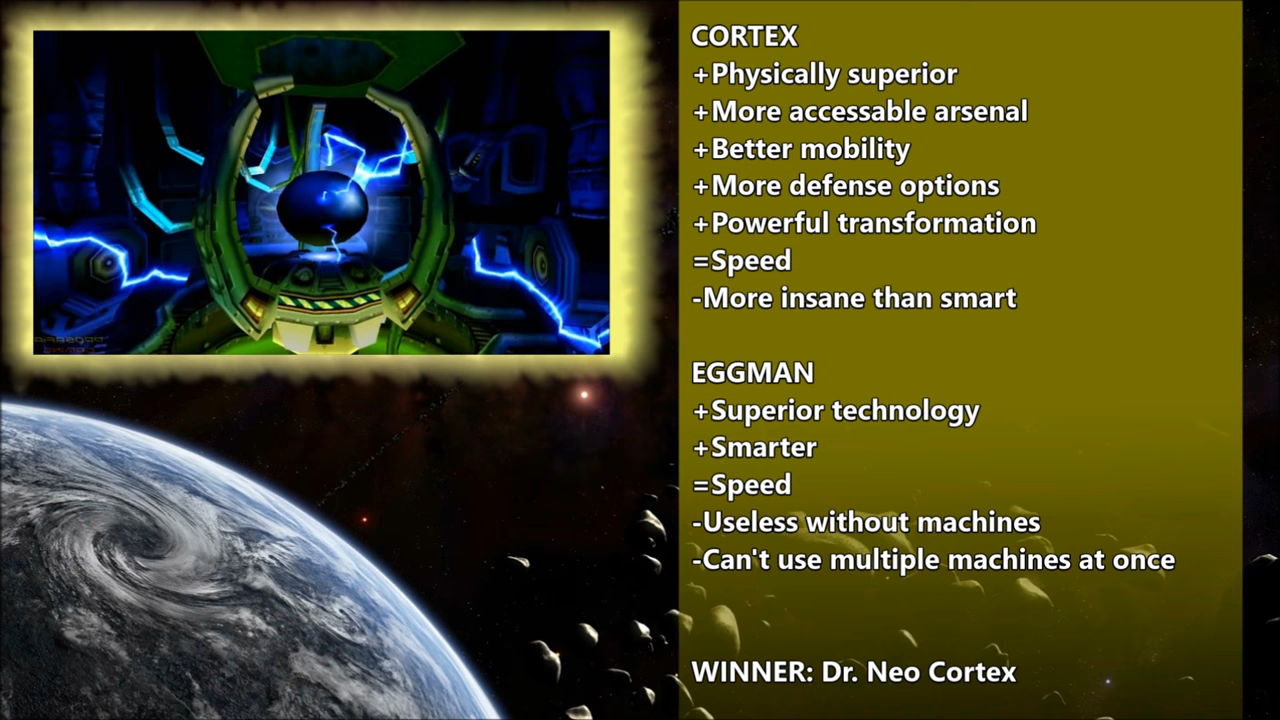 CORTEX
+Physically superior
+More accessable arsenal
+Better mobility
+More defense options
+Powerful transformation
=Speed
-More insane than smart
EGGMAN
+Superior technology
+Smarter
=Speed
-Useless without machines
-Can't use multiple machines at once
WINNER: Dr. Neo Cortex